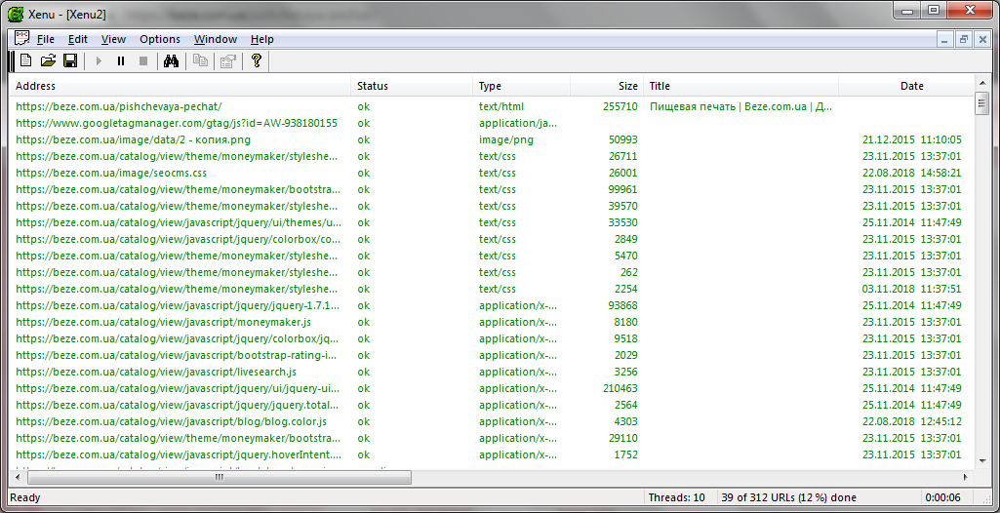 Xenu - [Xenu2]
File Edit View Options Window Help
Address Status Type Size Title Date
https://beze.com.ua/pishchevaya-pechat/ ok text/html 255710 Пищевая печать | Beze.com.ua | Д...
https://www.googletagmanager.com/gtag/js?id=AW-938180155 ok application/ja...
https://beze.com.ua/image/data/2 - копия.png ok image/png 50993 21.12.2015 11:10:05
https://beze.com.ua/catalog/view/theme/moneymaker/styleshe... ok text/css 26711 23.11.2015 13:37:01
https://beze.com.ua/image/seocms.css ok text/css 26001 22.08.2018 14:58:21
https://beze.com.ua/catalog/view/theme/moneymaker/bootstra... ok text/css 99961 23.11.2015 13:37:01
https://beze.com.ua/catalog/view/theme/moneymaker/styleshe... ok text/css 39570 23.11.2015 13:37:01
https://beze.com.ua/catalog/view/javascript/jquery/ui/themes/u... ok text/css 33530 25.11.2014 11:47:49
https://beze.com.ua/catalog/view/javascript/jquery/colorbox/co... ok text/css 2849 23.11.2015 13:37:01
https://beze.com.ua/catalog/view/theme/moneymaker/styleshe... ok text/css 5470 23.11.2015 13:37:01
https://beze.com.ua/catalog/view/theme/moneymaker/styleshe... ok text/css 262 23.11.2015 13:37:01
https://beze.com.ua/catalog/view/theme/moneymaker/styleshe... ok text/css 2254 03.11.2018 11:37:51
https://beze.com.ua/catalog/view/javascript/jquery/jquery-1.7.1... ok application/x-... 93868 25.11.2014 11:47:49
https://beze.com.ua/catalog/view/javascript/moneymaker.js ok application/x-... 8180 23.11.2015 13:37:01
https://beze.com.ua/catalog/view/javascript/jquery/colorbox/jq... ok application/x-... 9518 23.11.2015 13:37:01
https://beze.com.ua/catalog/view/javascript/bootstrap-rating-i... ok application/x-... 2029 23.11.2015 13:37:01
https://beze.com.ua/catalog/view/javascript/livesearch.js ok application/x-... 3256 23.11.2015 13:37:01
https://beze.com.ua/catalog/view/javascript/jquery/ui/jquery-ui... ok application/x-... 210463 25.11.2014 11:47:49
https://beze.com.ua/catalog/view/javascript/jquery/jquery.total... ok application/x-... 2564 25.11.2014 11:47:49
https://beze.com.ua/catalog/view/javascript/blog/blog.color.js ok application/x-... 4303 22.08.2018 12:45:12
https://beze.com.ua/catalog/view/theme/moneymaker/bootstra... ok application/x-... 29110 23.11.2015 13:37:01
https://beze.com.ua/catalog/view/javascript/jquery.hoverIntent.... ok application/x-... 1752 23.11.2015 13:37:01
Ready Threads: 10 39 of 312 URLs (12 %) done 0:00:06